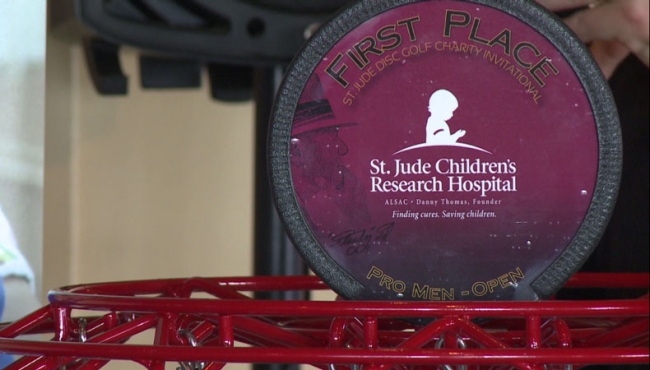 FIRST PLACE
ST. JUDE DISC GOLF CHARITY INVITATIONAL
St. Jude Children's
Research Hospital
ALSAC • Danny Thomas, Founder
Finding cures. Saving children.
PRO MEN - OPEN